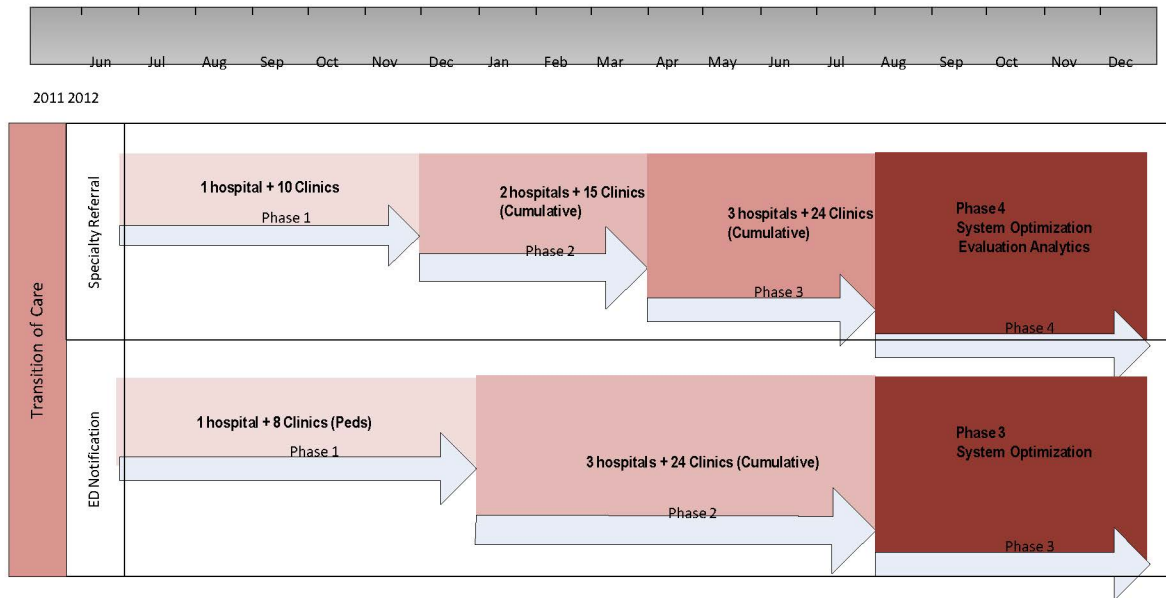 Jun Jul Aug Sep Oct Nov Dec Jan Feb Mar Apr May Jun Jul Aug Sep Oct Nov Dec
2011 2012
Transition of Care
Specialty Referral
1 hospital + 10 Clinics
Phase 1
2 hospitals + 15 Clinics
(Cumulative)
Phase 2
3 hospitals + 24 Clinics
(Cumulative)
Phase 3
Phase 4
System Optimization
Evaluation Analytics
Phase 4
ED Notification
1 hospital + 8 Clinics (Peds)
Phase 1
3 hospitals + 24 Clinics (Cumulative)
Phase 2
Phase 3
System Optimization
Phase 3